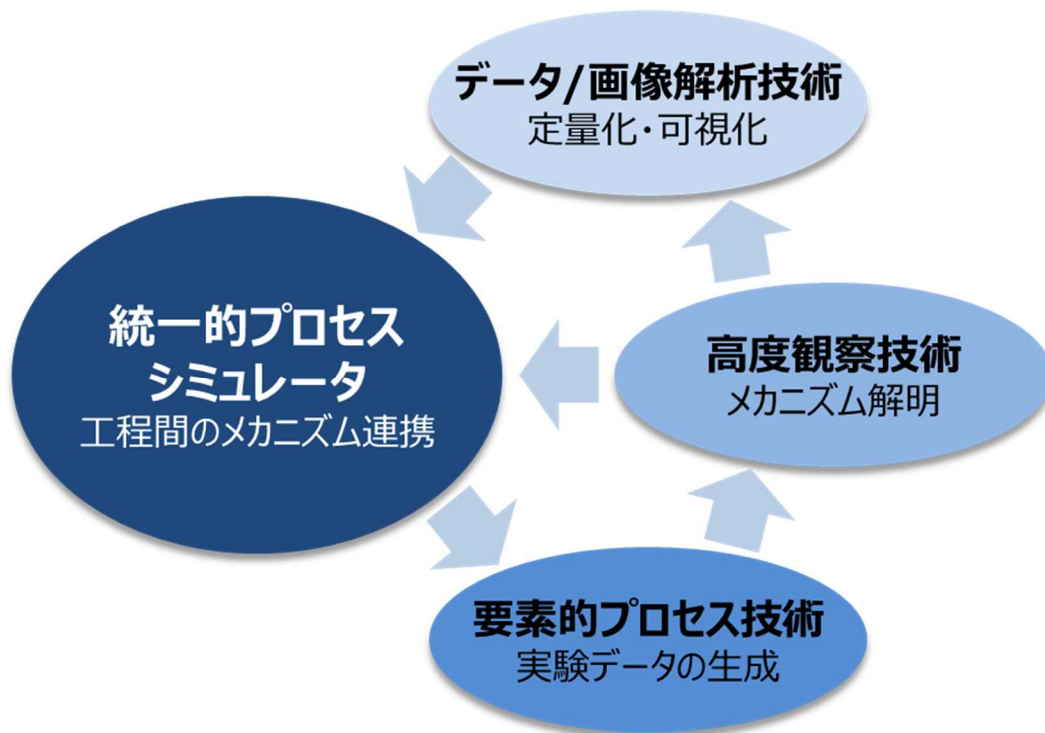 データ/画像解析技術
定量化・可視化
統一的プロセス
シミュレータ
工程間のメカニズム連携
高度観察技術
メカニズム解明
要素的プロセス技術
実験データの生成